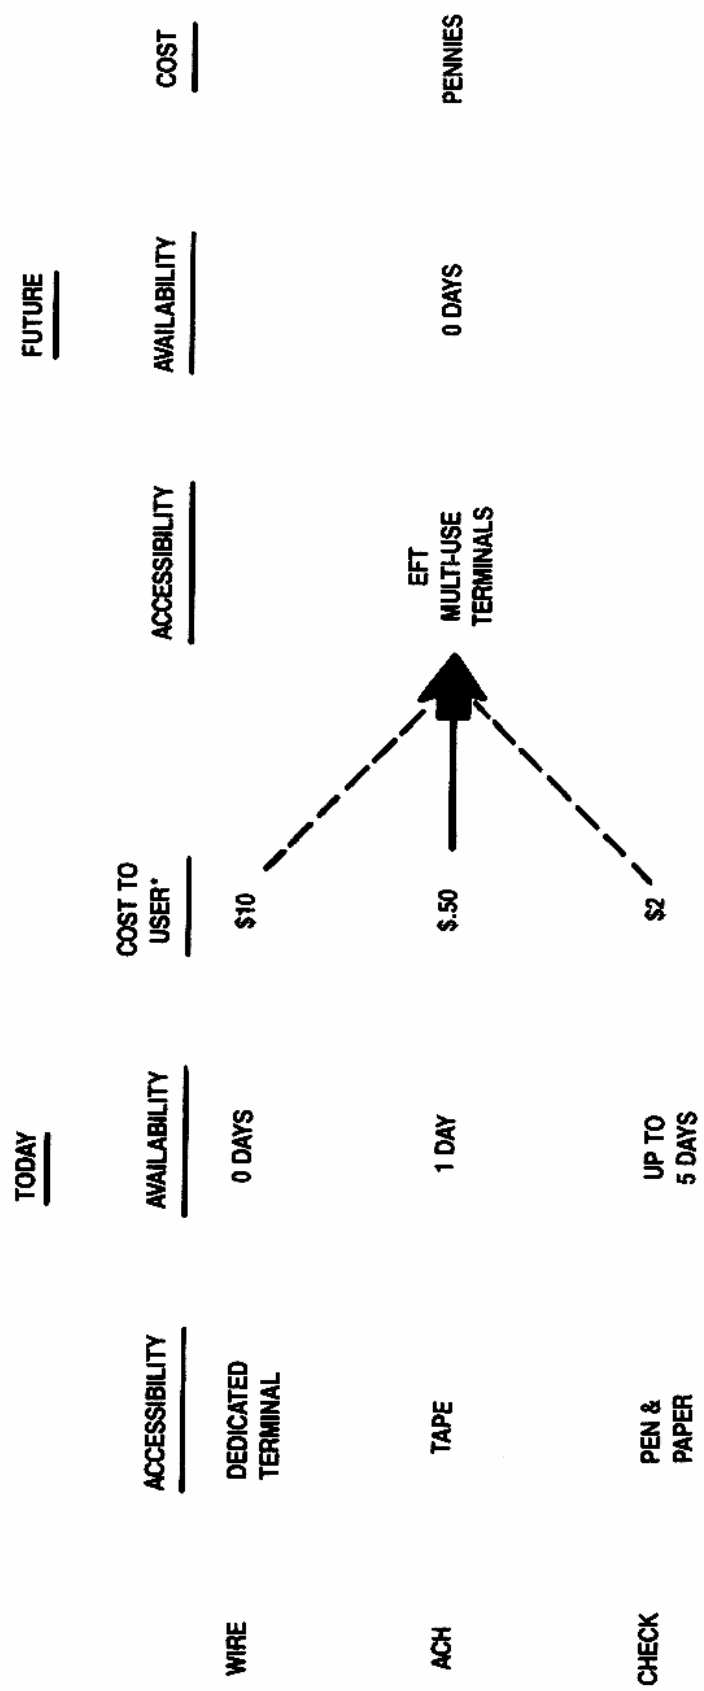 TODAY
FUTURE
ACCESSIBILITY
AVAILABILITY
COST TO
USER*
ACCESSIBILITY
AVAILABILITY
COST
WIRE
DEDICATED
TERMINAL
0 DAYS
$10
ACH
TAPE
1 DAY
$.50
EFT
MULTI-USE
TERMINALS
0 DAYS
PENNIES
CHECK
PEN &
PAPER
UP TO
5 DAYS
$2